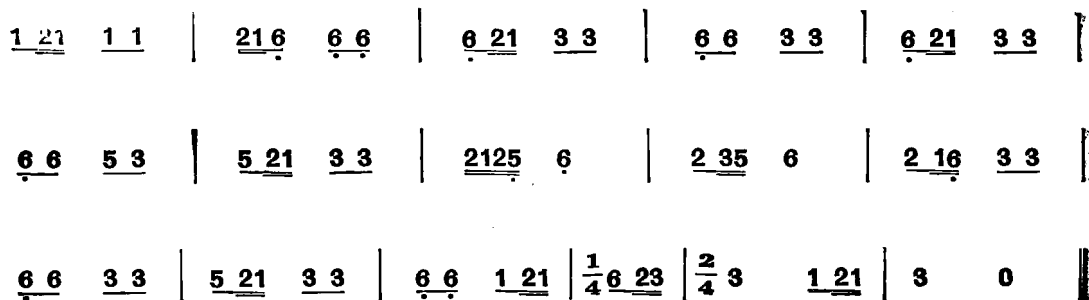 1 21 1 1 | 216̣ 6̣ 6̣ | 6̣ 21 3 3 | 6̣ 6 3 3 | 6̣ 21 3 3 |
6̣ 6 5 3 | 5 21 3 3 | 2125̣ 6̣ | 2 35 6 | 2 16̣ 3 3 |
6̣ 6 3 3 | 5 21 3 3 | 6̣ 6̣ 1 21 | 1/4 6 23 | 2/4 3 1 21 | 3 0 ‖